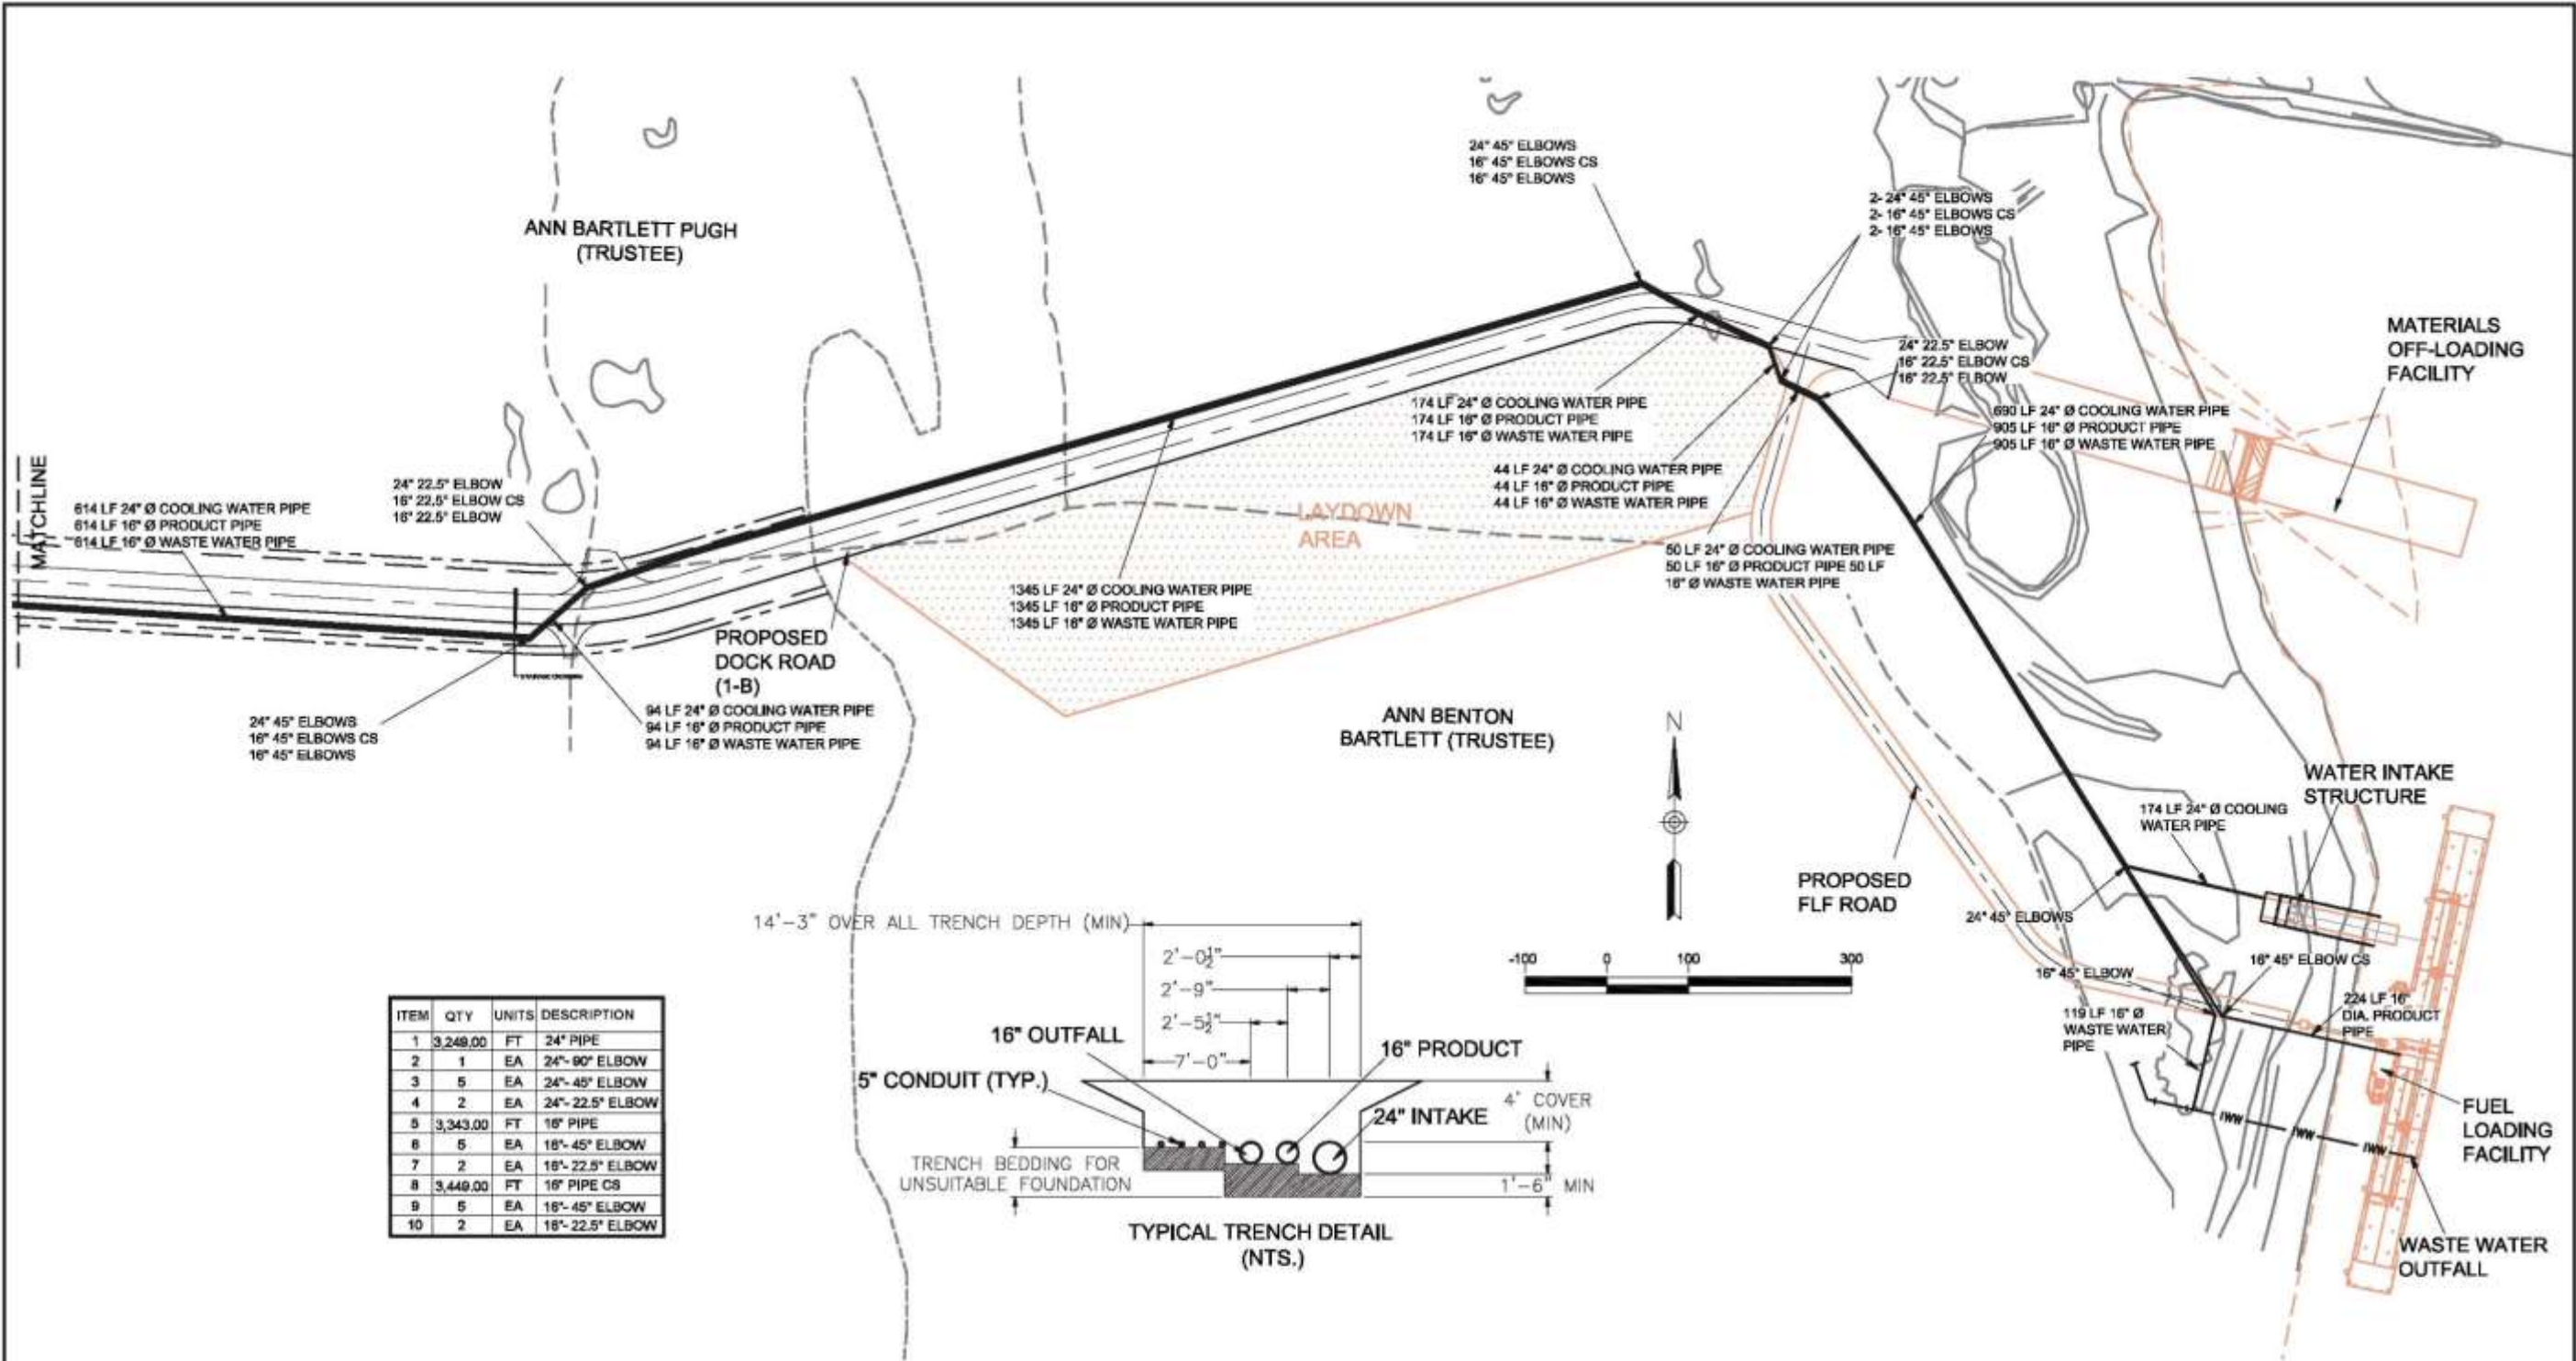 24" 45° ELBOWS
16" 45° ELBOWS CS
16" 45° ELBOWS
2- 24" 45° ELBOWS
2- 16" 45° ELBOWS CS
2- 16" 45° ELBOWS
ANN BARTLETT PUGH
(TRUSTEE)
MATERIALS
OFF-LOADING
FACILITY
24" 22.5° ELBOW
16" 22.5° ELBOW CS
16" 22.5° ELBOW
174 LF 24" Ø COOLING WATER PIPE
174 LF 16" Ø PRODUCT PIPE
174 LF 16" Ø WASTE WATER PIPE
690 LF 24" Ø COOLING WATER PIPE
905 LF 16" Ø PRODUCT PIPE
905 LF 16" Ø WASTE WATER PIPE
MATCHLINE
614 LF 24" Ø COOLING WATER PIPE
614 LF 16" Ø PRODUCT PIPE
614 LF 16" Ø WASTE WATER PIPE
24" 22.5° ELBOW
16" 22.5° ELBOW CS
16" 22.5° ELBOW
44 LF 24" Ø COOLING WATER PIPE
44 LF 16" Ø PRODUCT PIPE
44 LF 16" Ø WASTE WATER PIPE
LAYDOWN
AREA
50 LF 24" Ø COOLING WATER PIPE
50 LF 16" Ø PRODUCT PIPE 50 LF
16" Ø WASTE WATER PIPE
1345 LF 24" Ø COOLING WATER PIPE
1345 LF 16" Ø PRODUCT PIPE
1345 LF 16" Ø WASTE WATER PIPE
PROPOSED
DOCK ROAD
(1-B)
24" 45° ELBOWS
16" 45° ELBOWS CS
16" 45° ELBOWS
94 LF 24" Ø COOLING WATER PIPE
94 LF 16" Ø PRODUCT PIPE
94 LF 16" Ø WASTE WATER PIPE
ANN BENTON
BARTLETT (TRUSTEE)
N
WATER INTAKE
STRUCTURE
174 LF 24" Ø COOLING
WATER PIPE
PROPOSED
FLF ROAD
24" 45° ELBOWS
16" 45° ELBOW
16" 45° ELBOW CS
119 LF 16" Ø
WASTE WATER
PIPE
224 LF 16"
DIA. PRODUCT
PIPE
-100 0 100 300
14'-3" OVER ALL TRENCH DEPTH (MIN)
2'-0½"
2'-9"
2'-5½"
7'-0"
16" OUTFALL
16" PRODUCT
5" CONDUIT (TYP.)
24" INTAKE
4' COVER
(MIN)
TRENCH BEDDING FOR
UNSUITABLE FOUNDATION
1'-6" MIN
TYPICAL TRENCH DETAIL
(NTS.)
ITEM QTY UNITS DESCRIPTION
1 3,249.00 FT 24" PIPE
2 1 EA 24"- 90° ELBOW
3 5 EA 24"- 45° ELBOW
4 2 EA 24"- 22.5° ELBOW
5 3,343.00 FT 16" PIPE
6 5 EA 16"- 45° ELBOW
7 2 EA 16"- 22.5° ELBOW
8 3,449.00 FT 16" PIPE CS
9 5 EA 16"- 45° ELBOW
10 2 EA 16"- 22.5° ELBOW
IWW IWW IWW
FUEL
LOADING
FACILITY
WASTE WATER
OUTFALL